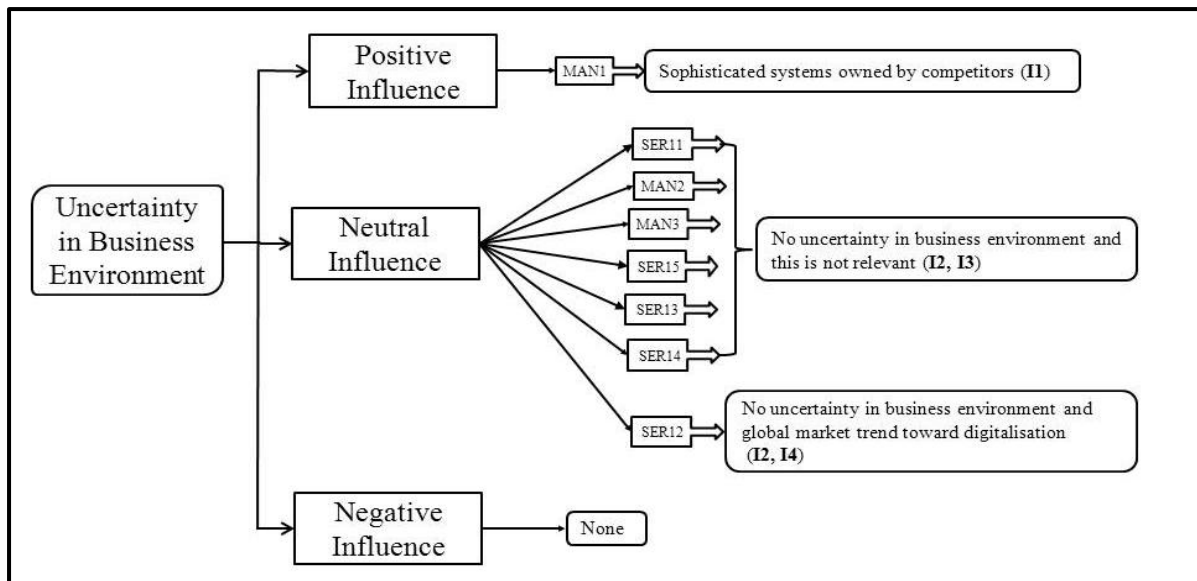 Uncertainty
in Business
Environment
Positive
Influence
MAN1
Sophisticated systems owned by competitors (I1)
Neutral
Influence
SER11
MAN2
MAN3
SER15
SER13
SER14
No uncertainty in business environment and
this is not relevant (I2, I3)
SER12
No uncertainty in business environment and
global market trend toward digitalisation
(I2, I4)
Negative
Influence
None